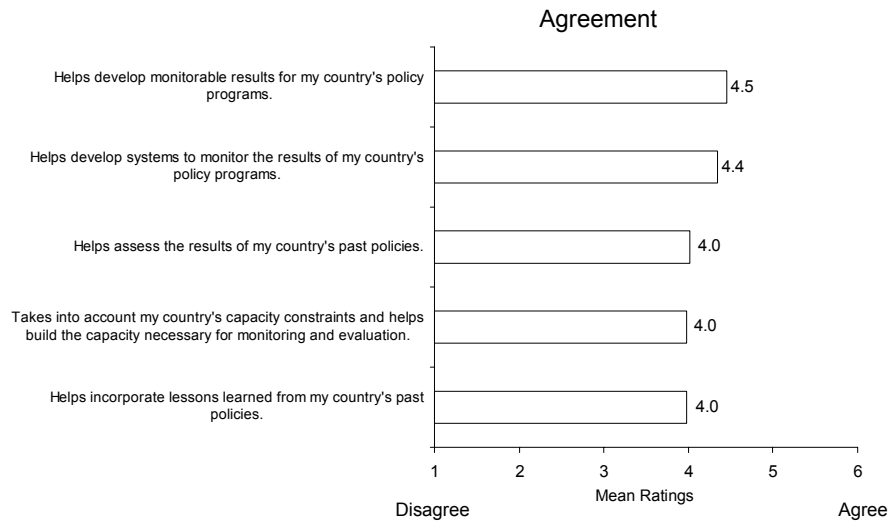 Agreement
Helps develop monitorable results for my country's policy
programs.
4.5
Helps develop systems to monitor the results of my country's
policy programs.
4.4
Helps assess the results of my country's past policies.
4.0
Takes into account my country's capacity constraints and helps
build the capacity necessary for monitoring and evaluation.
4.0
Helps incorporate lessons learned from my country's past
policies.
4.0
1 2 3 4 5 6
Mean Ratings
Disagree Agree